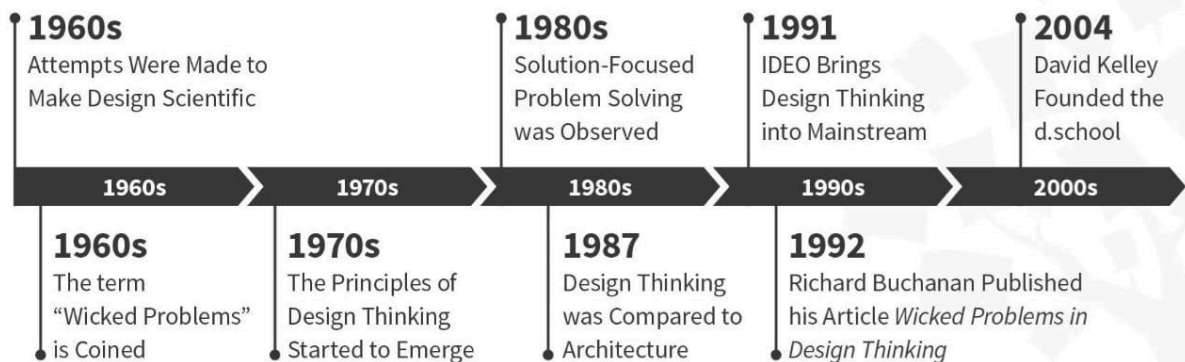 1960s
Attempts Were Made to
Make Design Scientific
1980s
Solution-Focused
Problem Solving
was Observed
1991
IDEO Brings
Design Thinking
into Mainstream
2004
David Kelley
Founded the
d.school
1960s
1970s
1980s
1990s
2000s
1960s
The term
“Wicked Problems”
is Coined
1970s
The Principles of
Design Thinking
Started to Emerge
1987
Design Thinking
was Compared to
Architecture
1992
Richard Buchanan Published
his Article Wicked Problems in
Design Thinking